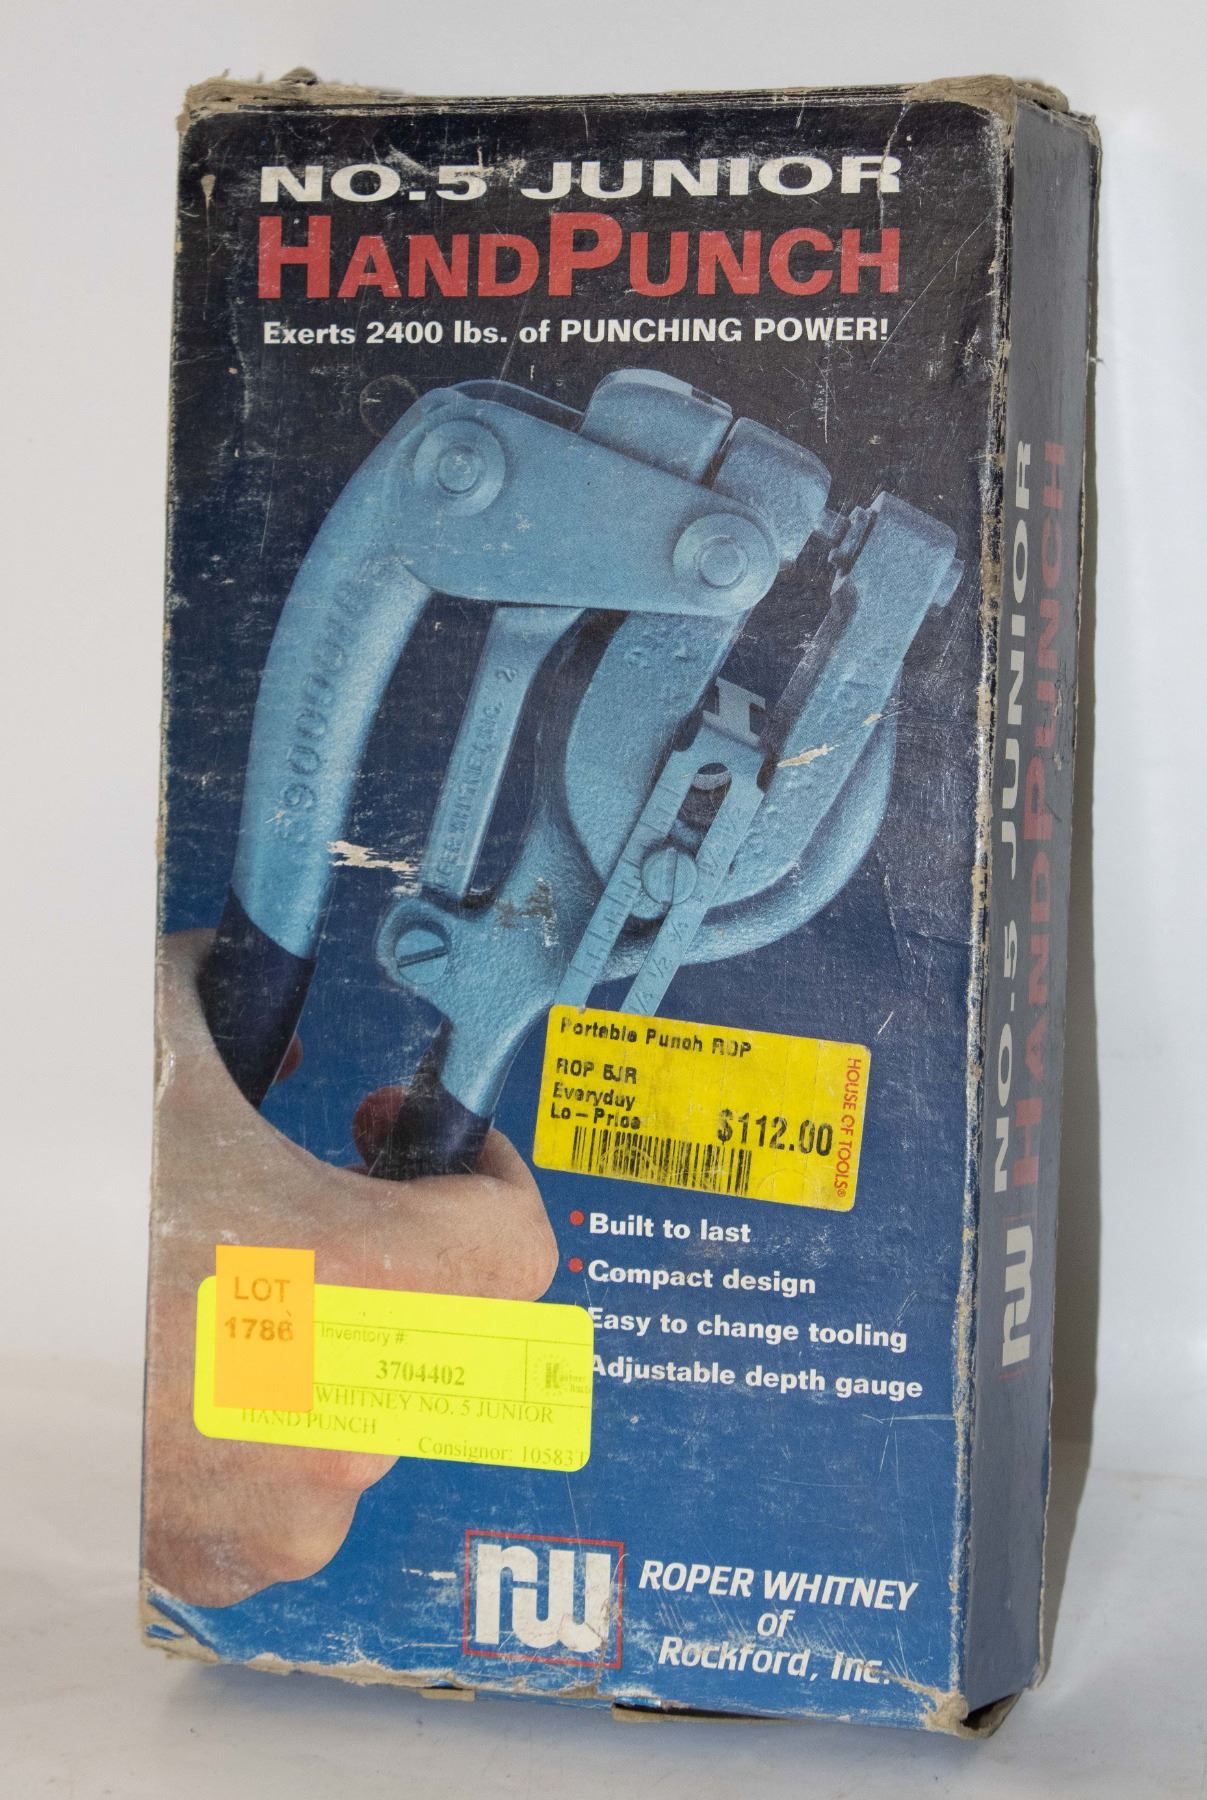 NO.5 JUNIOR
HANDPUNCH
Exerts 2400 lbs. of PUNCHING POWER!
NO.5 JUNIOR
HANDPUNCH
rw
Portable Punch ROP
ROP 5JR
Everyday
Lo-Price
$112.00
HOUSE OF TOOLS®
• Built to last
• Compact design
Easy to change tooling
Adjustable depth gauge
LOT
1786
Inventory #:
3704402
WHITNEY NO. 5 JUNIOR
HAND PUNCH
Consignor: 10583T
rw
ROPER WHITNEY
of
Rockford, Inc.